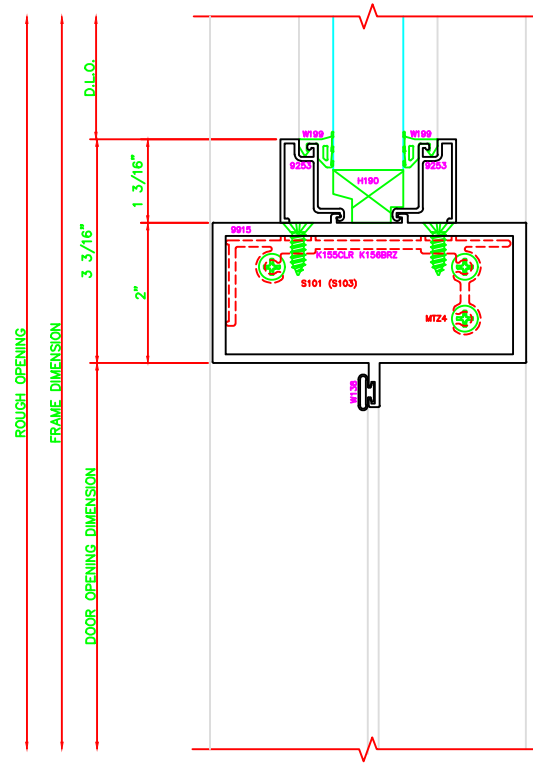 D.L.O.
W199
W199
9253
9253
H190
1 3/16"
3 3/16"
9915
K155CLR K156BRZ
S101 (S103)
2"
MTZ4
W138
ROUGH OPENING
FRAME DIMENSION
DOOR OPENING DIMENSION